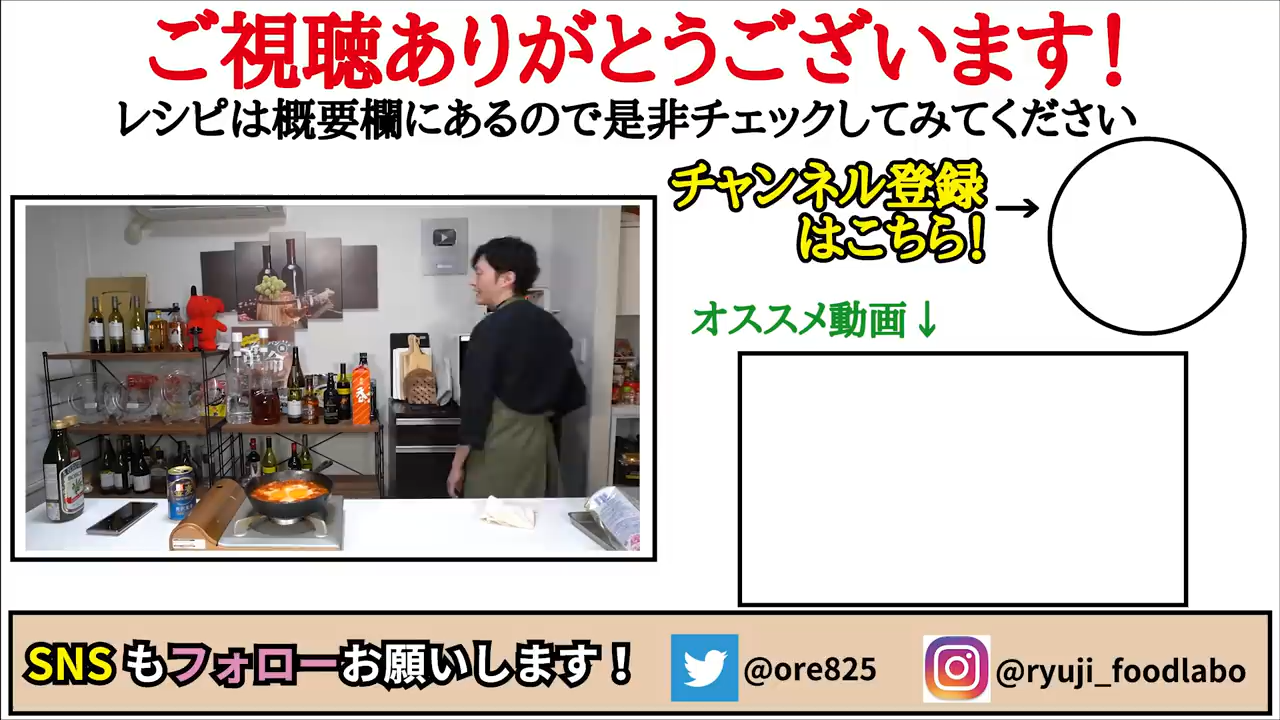 ご視聴ありがとうございます!
レシピは概要欄にあるので是非チェックしてみてください
チャンネル登録
はこちら!
→
オススメ動画↓
SNSもフォローお願いします！
@ore825
@ryuji_foodlabo